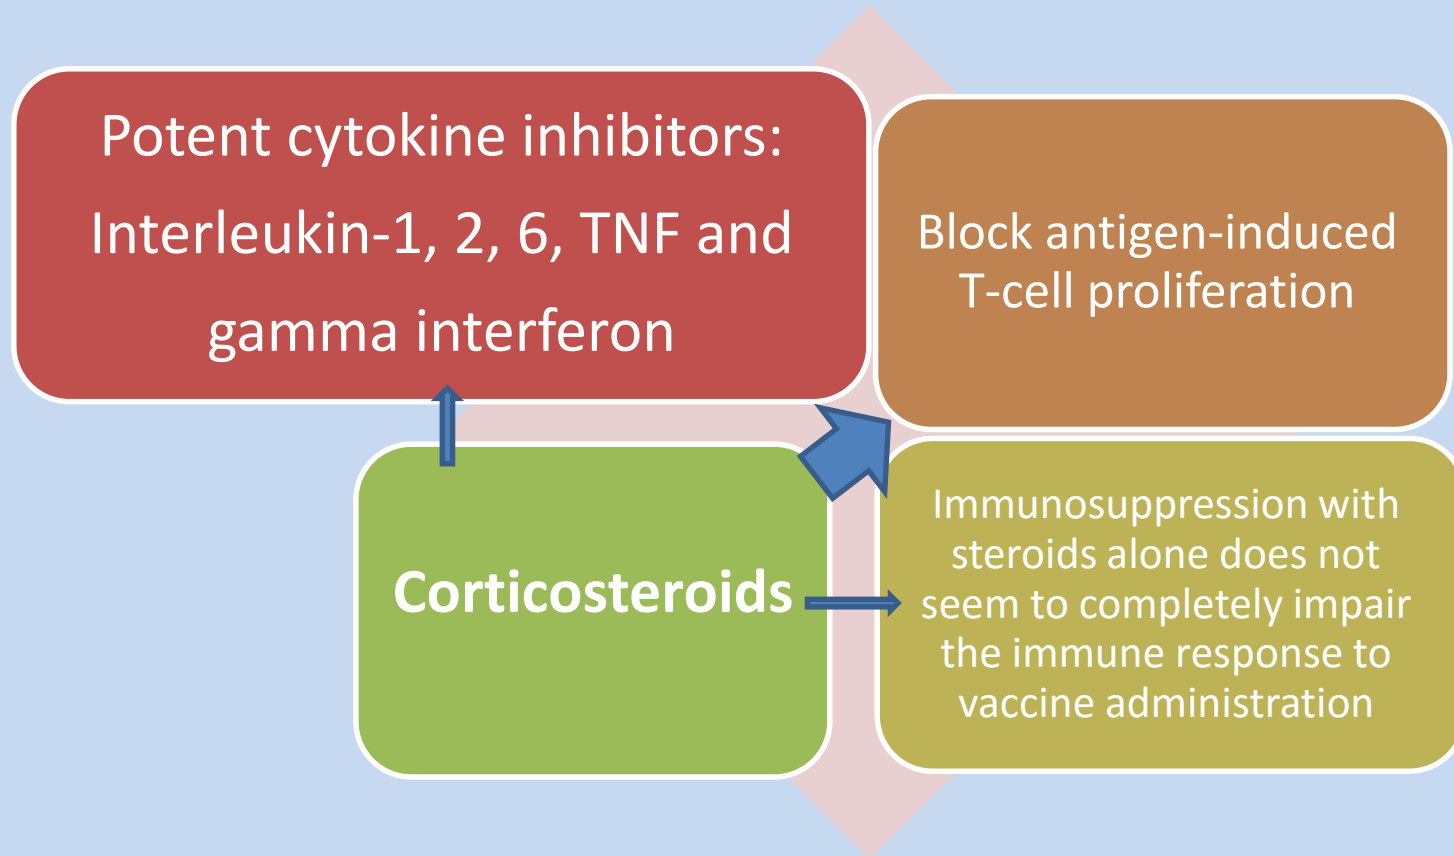 Potent cytokine inhibitors:
Interleukin-1, 2, 6, TNF and
gamma interferon
Block antigen-induced
T-cell proliferation
Corticosteroids
Immunosuppression with
steroids alone does not
seem to completely impair
the immune response to
vaccine administration